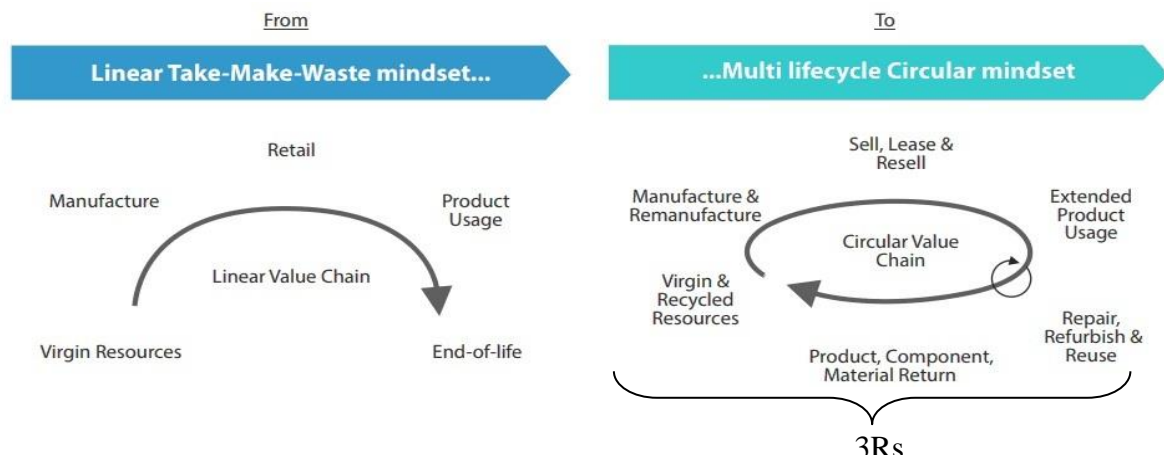 From
Linear Take-Make-Waste mindset...
Retail
Manufacture
Product
Usage
Linear Value Chain
Virgin Resources
End-of-life
To
...Multi lifecycle Circular mindset
Sell, Lease &
Resell
Manufacture &
Remanufacture
Extended
Product
Usage
Circular Value
Chain
Virgin &
Recycled
Resources
Repair,
Refurbish &
Reuse
Product, Component,
Material Return
3Rs